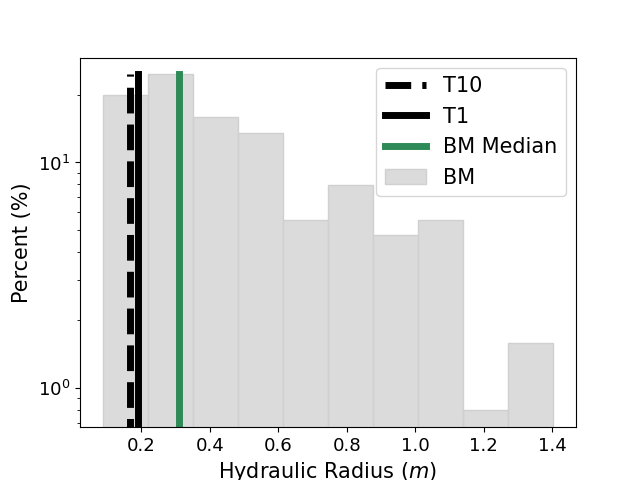 T10
T1
BM Median
BM
Percent (%)
10¹
10⁰
0.2 0.4 0.6 0.8 1.0 1.2 1.4
Hydraulic Radius (m)